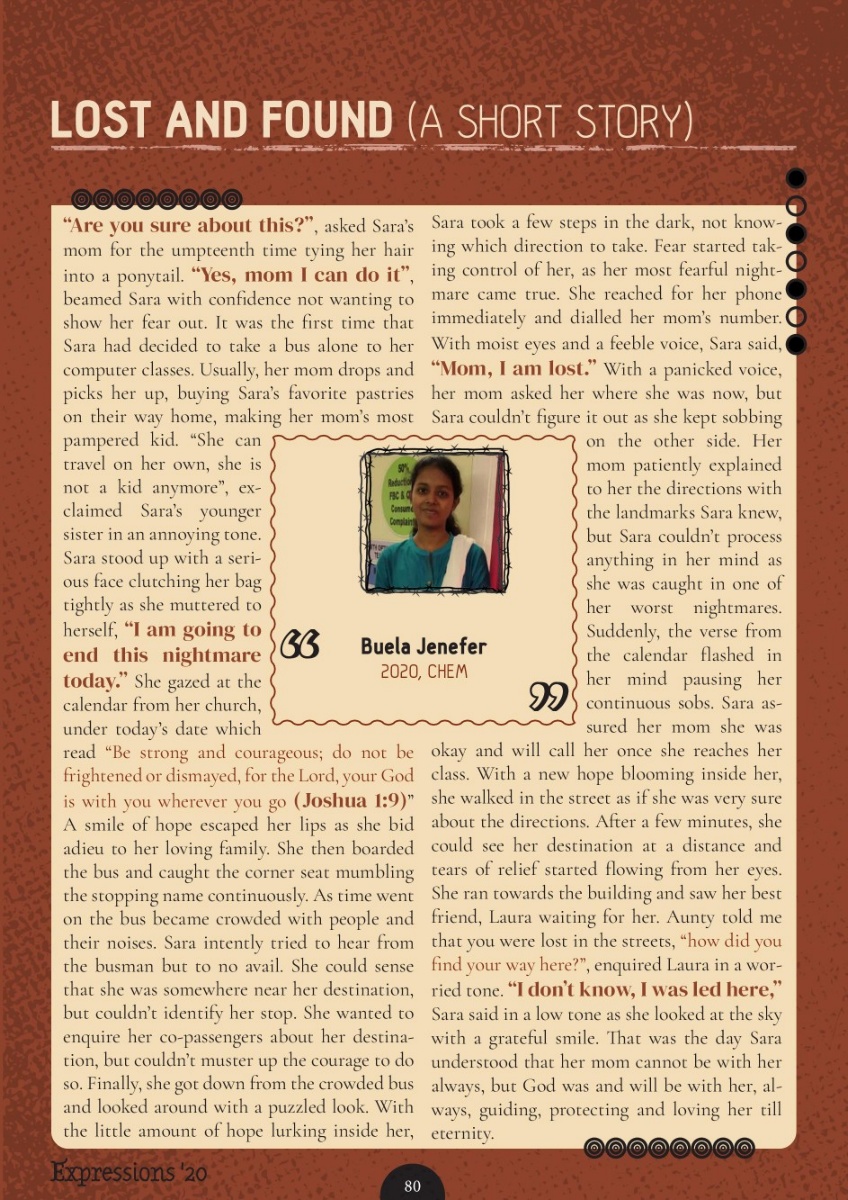 LOST AND FOUND (A SHORT STORY)
“Are you sure about this?”, asked Sara’s
mom for the umpteenth time tying her hair
into a ponytail. “Yes, mom I can do it”,
beamed Sara with confidence not wanting to
show her fear out. It was the first time that
Sara had decided to take a bus alone to her
computer classes. Usually, her mom drops and
picks her up, buying Sara’s favorite pastries
on their way home, making her mom’s most
pampered kid. “She can
travel on her own, she is
not a kid anymore”, ex-
claimed Sara’s younger
sister in an annoying tone.
Sara stood up with a seri-
ous face clutching her bag
tightly as she muttered to
herself, “I am going to
end this nightmare
today.” She gazed at the
calendar from her church,
under today’s date which
read “Be strong and courageous; do not be
frightened or dismayed, for the Lord, your God
is with you wherever you go (Joshua 1:9)”
A smile of hope escaped her lips as she bid
adieu to her loving family. She then boarded
the bus and caught the corner seat mumbling
the stopping name continuously. As time went
on the bus became crowded with people and
their noises. Sara intently tried to hear from
the busman but to no avail. She could sense
that she was somewhere near her destination,
but couldn’t identify her stop. She wanted to
enquire her co-passengers about her destina-
tion, but couldn’t muster up the courage to do
so. Finally, she got down from the crowded bus
and looked around with a puzzled look. With
the little amount of hope lurking inside her,
50%
Reduction
FBC &
Consume
Complain
“
Buela Jenefer
2020, CHEM
”
Sara took a few steps in the dark, not know-
ing which direction to take. Fear started tak-
ing control of her, as her most fearful night-
mare came true. She reached for her phone
immediately and dialled her mom’s number.
With moist eyes and a feeble voice, Sara said,
“Mom, I am lost.” With a panicked voice,
her mom asked her where she was now, but
Sara couldn’t figure it out as she kept sobbing
on the other side. Her
mom patiently explained
to her the directions with
the landmarks Sara knew,
but Sara couldn’t process
anything in her mind as
she was caught in one of
her worst nightmares.
Suddenly, the verse from
the calendar flashed in
her mind pausing her
continuous sobs. Sara as-
sured her mom she was
okay and will call her once she reaches her
class. With a new hope blooming inside her,
she walked in the street as if she was very sure
about the directions. After a few minutes, she
could see her destination at a distance and
tears of relief started flowing from her eyes.
She ran towards the building and saw her best
friend, Laura waiting for her. Aunty told me
that you were lost in the streets, “how did you
find your way here?”, enquired Laura in a wor-
ried tone. “I don’t know, I was led here,”
Sara said in a low tone as she looked at the sky
with a grateful smile. That was the day Sara
understood that her mom cannot be with her
always, but God was and will be with her, al-
ways, guiding, protecting and loving her till
eternity.
Expressions ‘20
80